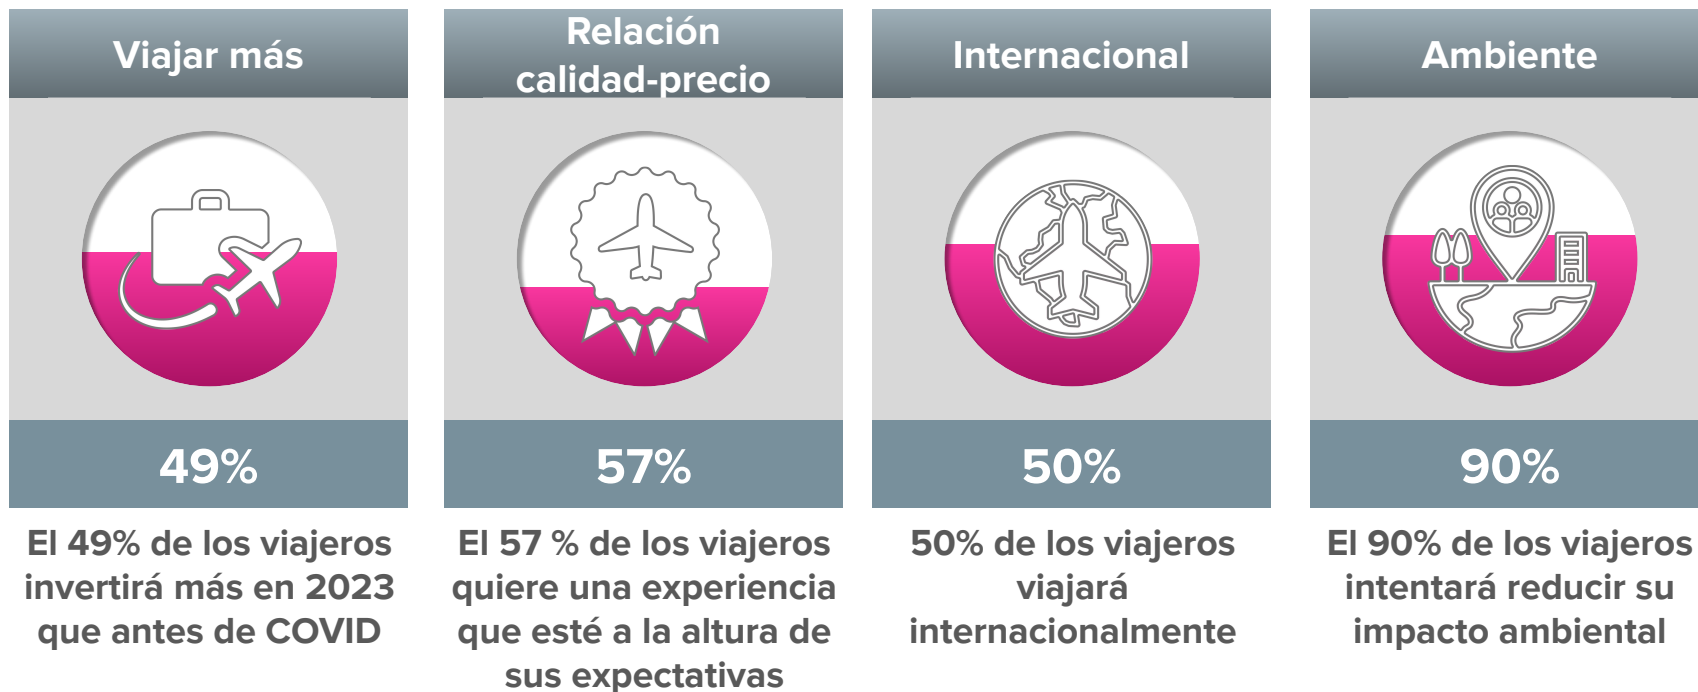 Viajar más
49%
El 49% de los viajeros
invertirá más en 2023
que antes de COVID
Relación
calidad-precio
57%
El 57 % de los viajeros
quiere una experiencia
que esté a la altura de
sus expectativas
Internacional
50%
50% de los viajeros
viajará
internacionalmente
Ambiente
90%
El 90% de los viajeros
intentará reducir su
impacto ambiental